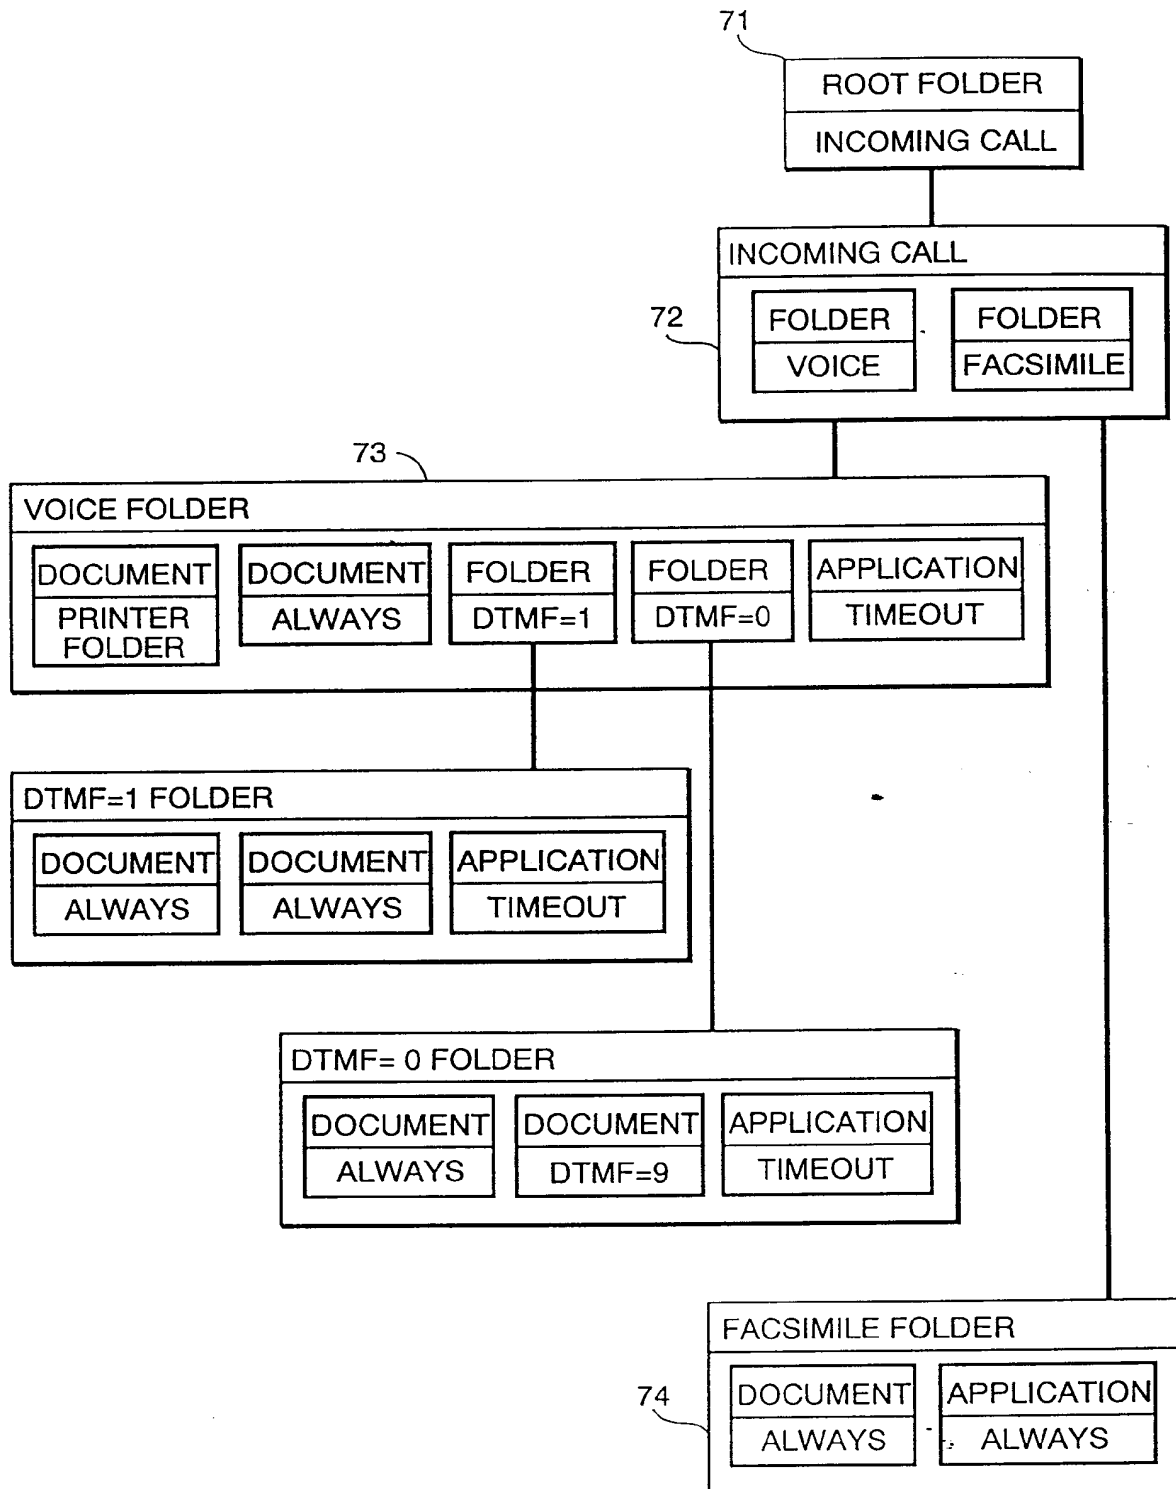 71
ROOT FOLDER
INCOMING CALL
INCOMING CALL
72
FOLDER
VOICE
FOLDER
FACSIMILE
73
VOICE FOLDER
DOCUMENT
PRINTER
FOLDER
DOCUMENT
ALWAYS
FOLDER
DTMF=1
FOLDER
DTMF=0
APPLICATION
TIMEOUT
DTMF=1 FOLDER
DOCUMENT
ALWAYS
DOCUMENT
ALWAYS
APPLICATION
TIMEOUT
DTMF= 0 FOLDER
DOCUMENT
ALWAYS
DOCUMENT
DTMF=9
APPLICATION
TIMEOUT
FACSIMILE FOLDER
74
DOCUMENT
ALWAYS
APPLICATION
ALWAYS